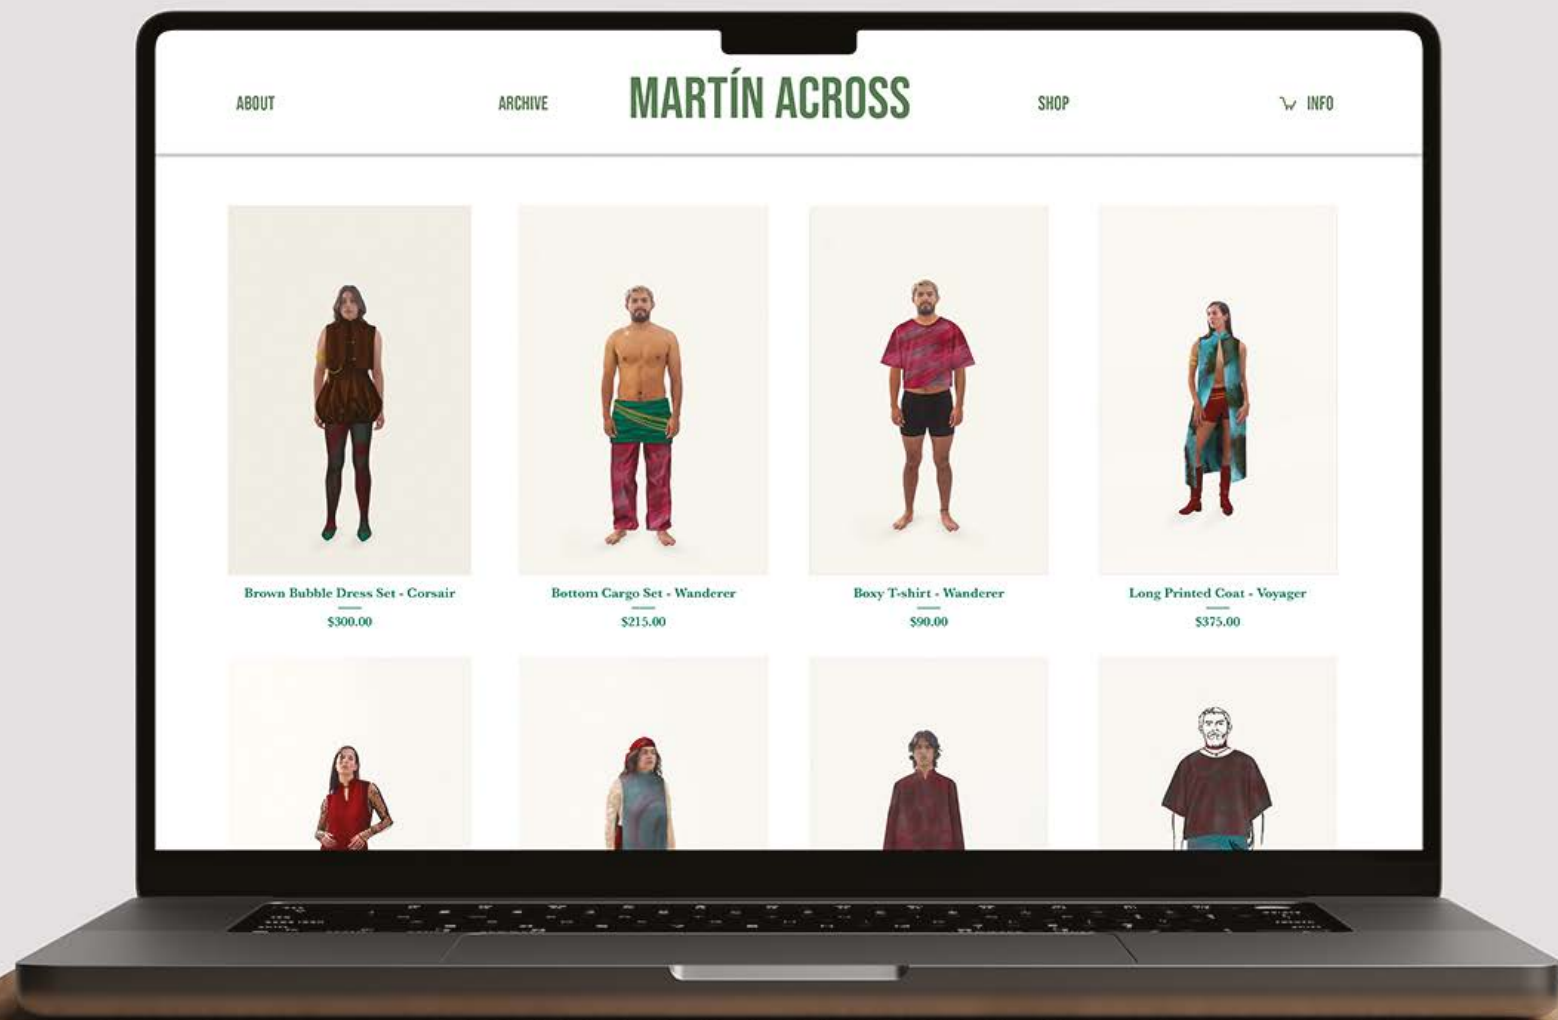 ABOUT
ARCHIVE
MARTÍN ACROSS
SHOP
INFO
Brown Bubble Dress Set - Corsair
$300.00
Bottom Cargo Set - Wanderer
$215.00
Boxy T-shirt - Wanderer
$90.00
Long Printed Coat - Voyager
$375.00